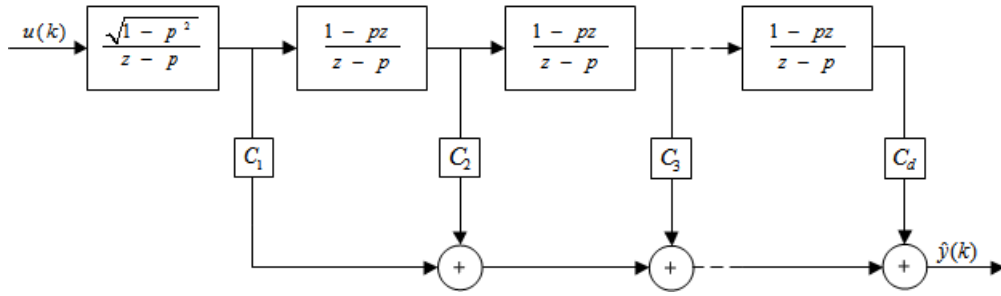 u(k)
√1 − p²
z − p
1 − pz
z − p
1 − pz
z − p
1 − pz
z − p
C₁
C₂
C₃
C_d
+
+
+
ŷ(k)